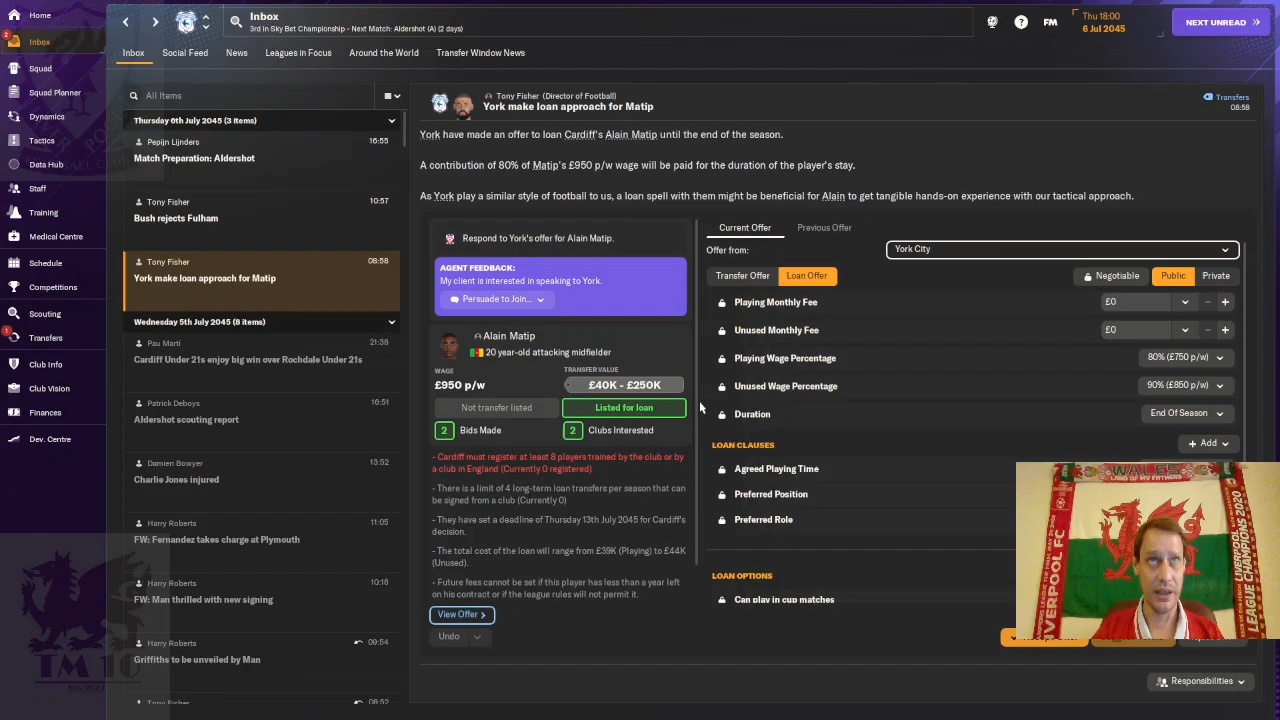 Home
Inbox
3rd in Sky Bet Championship - Next Match: Aldershot (A) (2 days)
FM
Thu 18:00
6 Jul 2045
NEXT UNREAD
2
Inbox
Squad
Squad Planner
Dynamics
Tactics
Data Hub
Staff
Training
Medical Centre
Schedule
Competitions
Scouting
1
Transfers
Club Info
Club Vision
Finances
Dev. Centre
Inbox
Social Feed
News
Leagues in Focus
Around the World
Transfer Window News
All Items
Thursday 6th July 2045 (3 items)
Pepijn Lijnders
16:55
Match Preparation: Aldershot
Tony Fisher
10:57
Bush rejects Fulham
Tony Fisher
08:58
York make loan approach for Matip
Wednesday 5th July 2045 (8 items)
Pau Martí
21:38
Cardiff Under 21s enjoy big win over Rochdale Under 21s
Patrick Deboys
16:51
Aldershot scouting report
Damien Bowyer
13:52
Charlie Jones injured
Harry Roberts
11:05
FW: Fernandez takes charge at Plymouth
Harry Roberts
10:16
FW: Man thrilled with new signing
Harry Roberts
09:54
Griffiths to be unveiled by Man
Tony Fisher
08:52
TM 10
Tony Fisher (Director of Football)
York make loan approach for Matip
Transfers
08:58
York have made an offer to loan Cardiff's Alain Matip until the end of the season.
A contribution of 80% of Matip's £950 p/w wage will be paid for the duration of the player's stay.
As York play a similar style of football to us, a loan spell with them might be beneficial for Alain to get tangible hands-on experience with our tactical approach.
Respond to York's offer for Alain Matip.
AGENT FEEDBACK:
My client is interested in speaking to York.
Persuade to Join...
Alain Matip
20 year-old attacking midfielder
WAGE
£950 p/w
TRANSFER VALUE
£40K - £250K
Not transfer listed
Listed for loan
2 Bids Made
2 Clubs Interested
- Cardiff must register at least 8 players trained by the club or by
a club in England (Currently 0 registered)
- There is a limit of 4 long-term loan transfers per season that can
be signed from a club (Currently 0)
- They have set a deadline of Thursday 13th July 2045 for Cardiff's
decision.
- The total cost of the loan will range from £39K (Playing) to £44K
(Unused).
- Future fees cannot be set if this player has less than a year left
on his contract or if the league rules will not permit it.
View Offer
Undo
Current Offer
Previous Offer
Offer from:
York City
Transfer Offer
Loan Offer
Negotiable
Public
Private
Playing Monthly Fee
£0
Unused Monthly Fee
£0
Playing Wage Percentage
80% (£750 p/w)
Unused Wage Percentage
90% (£850 p/w)
Duration
End Of Season
LOAN CLAUSES
Add
Agreed Playing Time
Preferred Position
Preferred Role
LOAN OPTIONS
Can play in cup matches
Responsibilities
WALES
LAND OF MY FATHERS
LIVERPOOL FC
LIVERPOOL
LEAGUE CHAMPIONS 2020